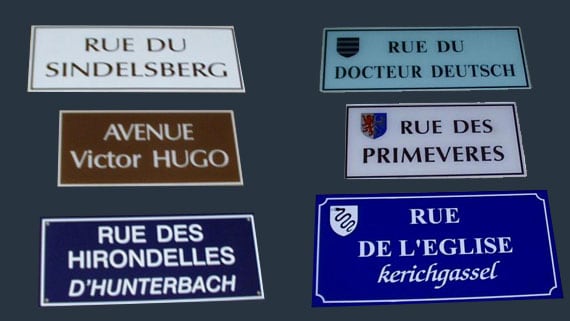 RUE DU
SINDELSBERG
RUE DU
DOCTEUR DEUTSCH
AVENUE
Victor HUGO
RUE DES
PRIMEVERES
RUE DES
HIRONDELLES
D'HUNTERBACH
RUE
DE L'EGLISE
kerichgassel